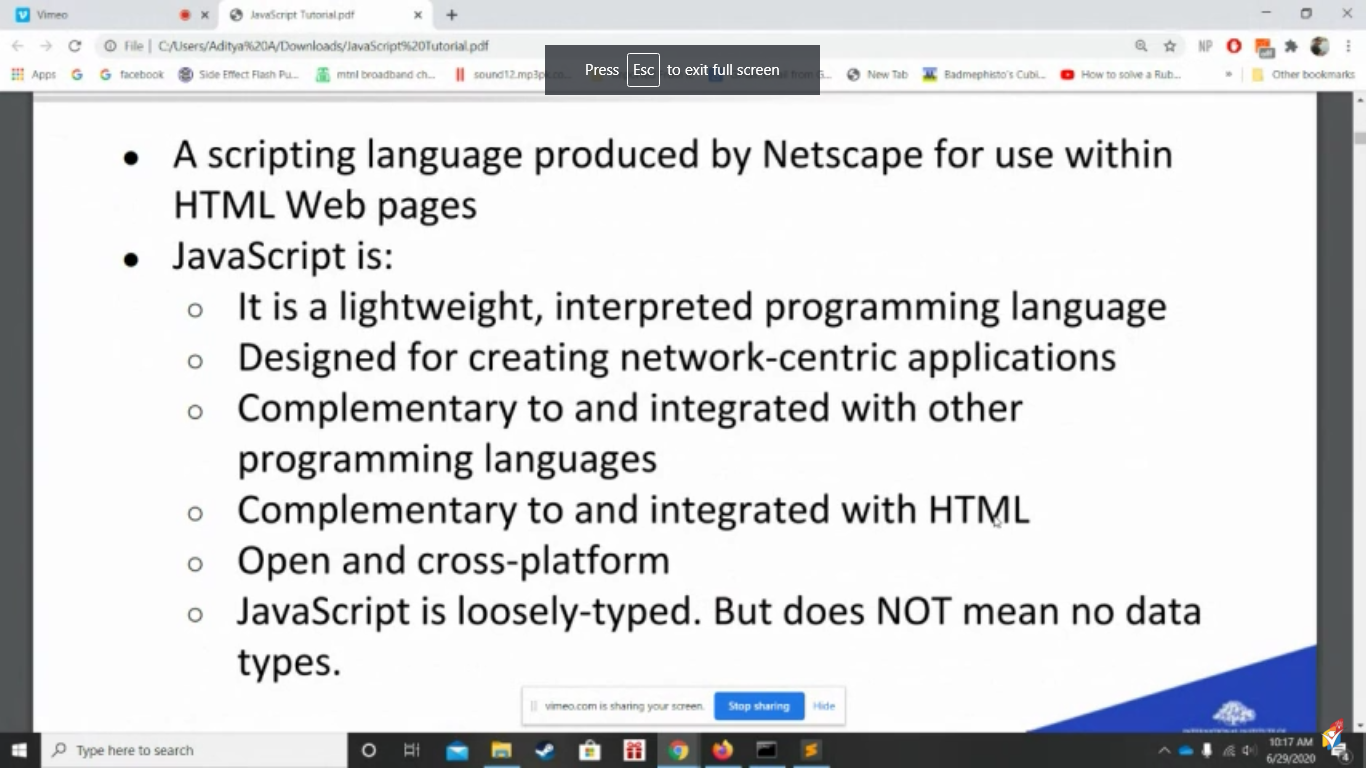 Vimeo
JavaScript Tutorial.pdf
File | C:/Users/Aditya%20A/Downloads/JavaScript%20Tutorial.pdf
NP
Press Esc to exit full screen
Apps
facebook
Side Effect Flash Pu...
mtnl broadband ch...
sound12.mp3
New Tab
Badmephisto's Cubi...
How to solve a Rub...
» Other bookmarks
● A scripting language produced by Netscape for use within
HTML Web pages
● JavaScript is:
○ It is a lightweight, interpreted programming language
○ Designed for creating network-centric applications
○ Complementary to and integrated with other
programming languages
○ Complementary to and integrated with HTML
○ Open and cross-platform
○ JavaScript is loosely-typed. But does NOT mean no data
types.
vimeo.com is sharing your screen. Stop sharing Hide
Type here to search
10:17 AM
6/29/2020